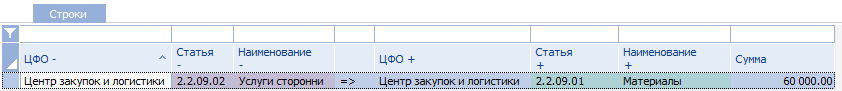 Строки
ЦФО - Статья - Наименование - ЦФО + Статья + Наименование + Сумма
Центр закупок и логистики 2.2.09.02 Услуги сторонни => Центр закупок и логистики 2.2.09.01 Материалы 60 000.00